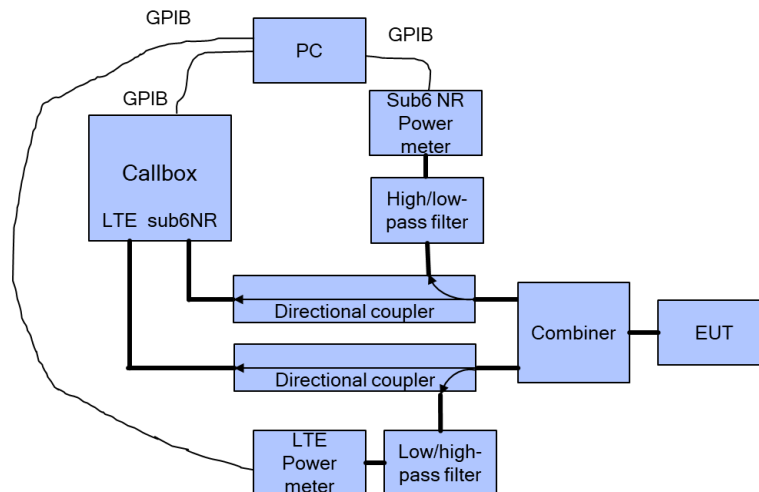 GPIB
PC
GPIB
GPIB
Sub6 NR
Power
meter
Callbox
LTE sub6NR
High/low-
pass filter
Directional coupler
Combiner
EUT
Directional coupler
LTE
Power
meter
Low/high-
pass filter